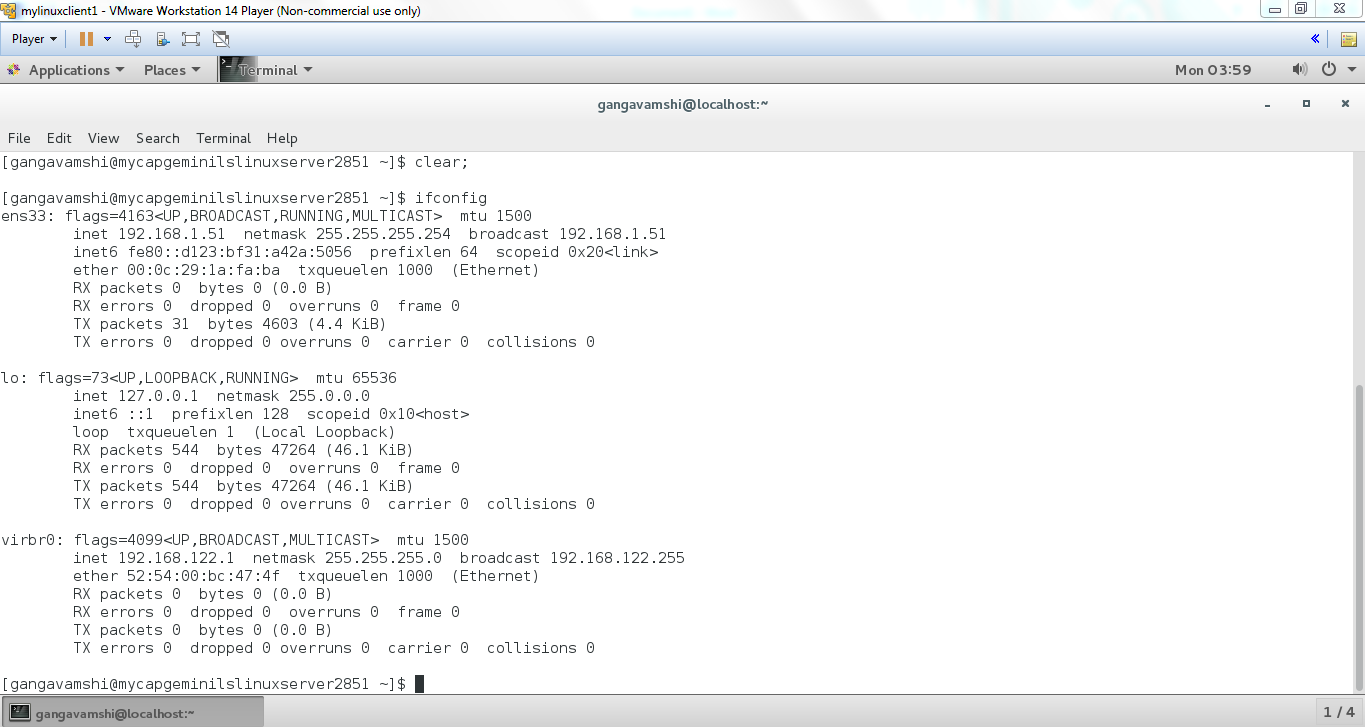 mylinuxclient1 - VMware Workstation 14 Player (Non-commercial use only)
Player
Applications Places Terminal Mon 03:59
gangavamshi@localhost:~
File Edit View Search Terminal Help
[gangavamshi@mycapgeminilslinuxserver2851 ~]$ clear;
[gangavamshi@mycapgeminilslinuxserver2851 ~]$ ifconfig
ens33: flags=4163<UP,BROADCAST,RUNNING,MULTICAST>  mtu 1500
        inet 192.168.1.51  netmask 255.255.255.254  broadcast 192.168.1.51
        inet6 fe80::d123:bf31:a42a:5056  prefixlen 64  scopeid 0x20<link>
        ether 00:0c:29:1a:fa:ba  txqueuelen 1000  (Ethernet)
        RX packets 0  bytes 0 (0.0 B)
        RX errors 0  dropped 0  overruns 0  frame 0
        TX packets 31  bytes 4603 (4.4 KiB)
        TX errors 0  dropped 0 overruns 0  carrier 0  collisions 0
lo: flags=73<UP,LOOPBACK,RUNNING>  mtu 65536
        inet 127.0.0.1  netmask 255.0.0.0
        inet6 ::1  prefixlen 128  scopeid 0x10<host>
        loop  txqueuelen 1  (Local Loopback)
        RX packets 544  bytes 47264 (46.1 KiB)
        RX errors 0  dropped 0  overruns 0  frame 0
        TX packets 544  bytes 47264 (46.1 KiB)
        TX errors 0  dropped 0 overruns 0  carrier 0  collisions 0
virbr0: flags=4099<UP,BROADCAST,MULTICAST>  mtu 1500
        inet 192.168.122.1  netmask 255.255.255.0  broadcast 192.168.122.255
        ether 52:54:00:bc:47:4f  txqueuelen 1000  (Ethernet)
        RX packets 0  bytes 0 (0.0 B)
        RX errors 0  dropped 0  overruns 0  frame 0
        TX packets 0  bytes 0 (0.0 B)
        TX errors 0  dropped 0 overruns 0  carrier 0  collisions 0
[gangavamshi@mycapgeminilslinuxserver2851 ~]$
gangavamshi@localhost:~ 1 / 4